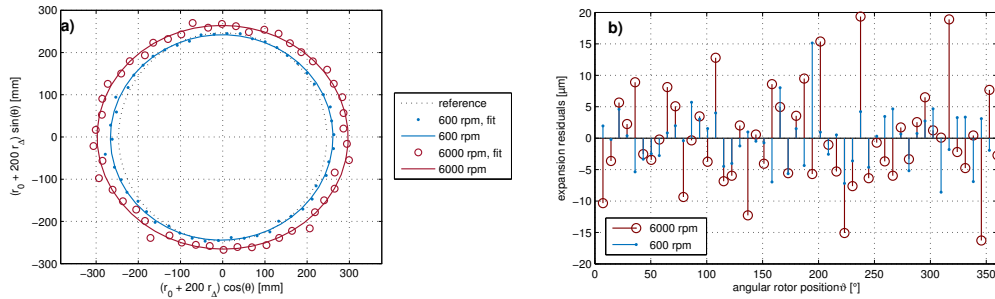 a)
(r₀ + 200 r_Δ) sin(θ) [mm]
300
200
100
0
−100
−200
−300
−300
−200
−100
0
100
200
300
(r₀ + 200 r_Δ) cos(θ) [mm]
reference
600 rpm, fit
600 rpm
6000 rpm, fit
6000 rpm
b)
expansion residuals [µm]
20
15
10
5
0
−5
−10
−15
−20
6000 rpm
600 rpm
0
50
100
150
200
250
300
350
angular rotor positionϑ [°]